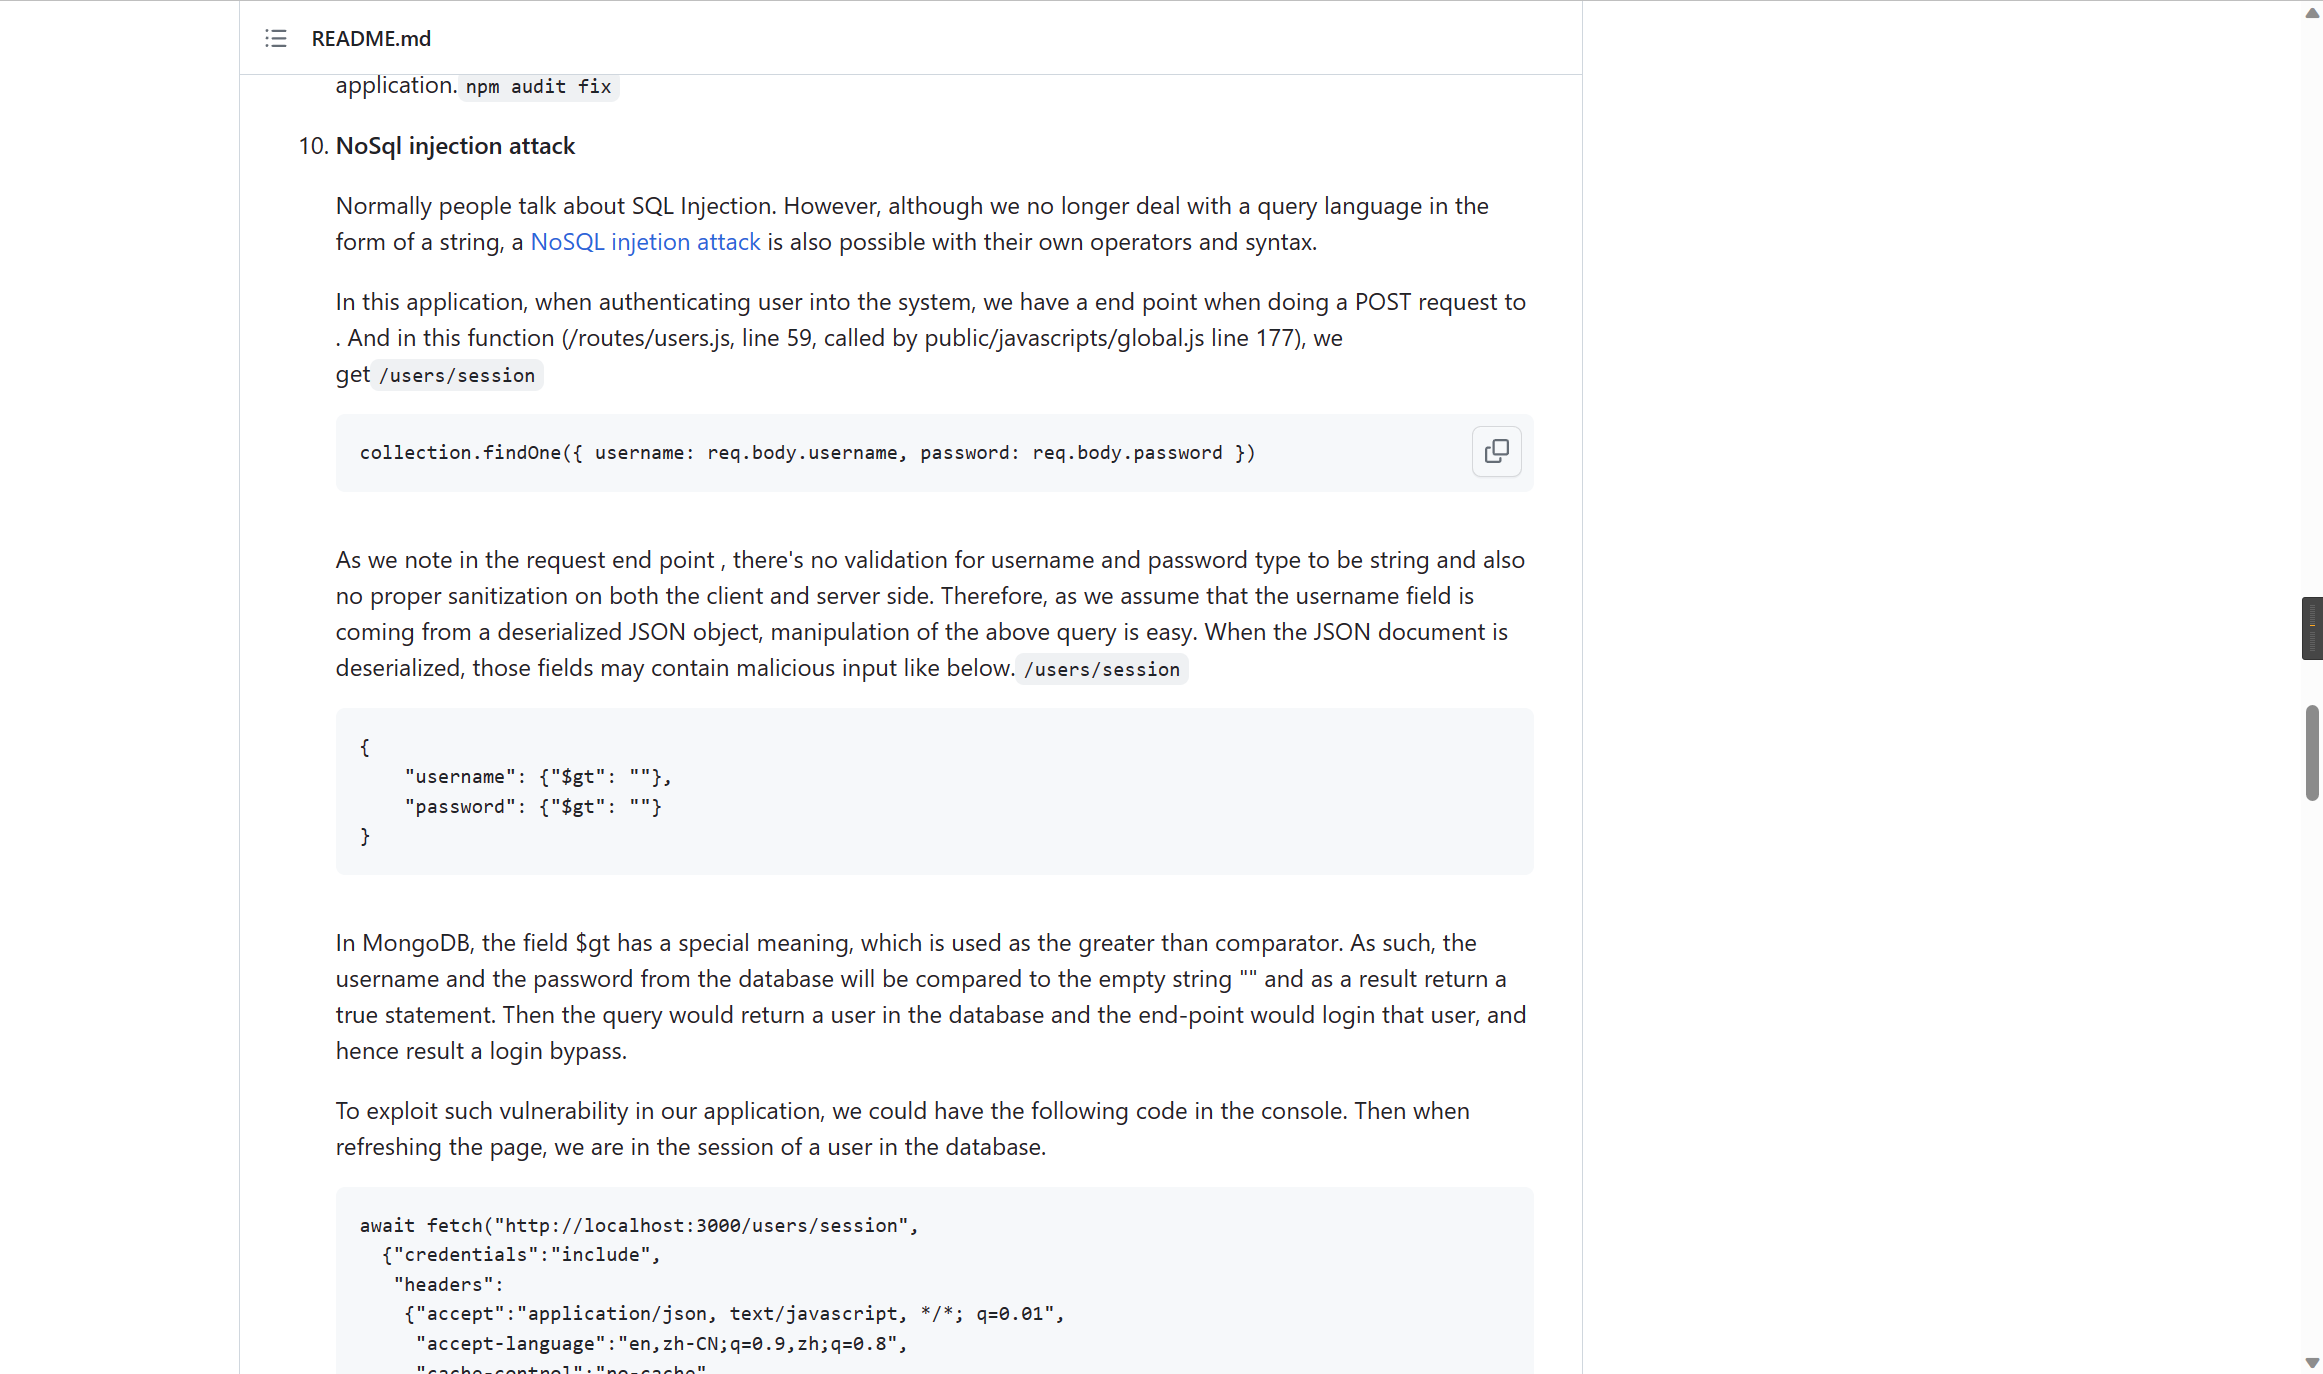 README.md
application. npm audit fix
10. NoSql injection attack
Normally people talk about SQL Injection. However, although we no longer deal with a query language in the
form of a string, a NoSQL injetion attack is also possible with their own operators and syntax.
In this application, when authenticating user into the system, we have a end point when doing a POST request to
. And in this function (/routes/users.js, line 59, called by public/javascripts/global.js line 177), we
get /users/session
collection.findOne({ username: req.body.username, password: req.body.password })
As we note in the request end point , there's no validation for username and password type to be string and also
no proper sanitization on both the client and server side. Therefore, as we assume that the username field is
coming from a deserialized JSON object, manipulation of the above query is easy. When the JSON document is
deserialized, those fields may contain malicious input like below. /users/session
{
    "username": {"$gt": ""},
    "password": {"$gt": ""}
}
In MongoDB, the field $gt has a special meaning, which is used as the greater than comparator. As such, the
username and the password from the database will be compared to the empty string "" and as a result return a
true statement. Then the query would return a user in the database and the end-point would login that user, and
hence result a login bypass.
To exploit such vulnerability in our application, we could have the following code in the console. Then when
refreshing the page, we are in the session of a user in the database.
await fetch("http://localhost:3000/users/session",
  {"credentials":"include",
   "headers":
    {"accept":"application/json, text/javascript, */*; q=0.01",
     "accept-language":"en,zh-CN;q=0.9,zh;q=0.8",
     "cache-control":"no-cache"